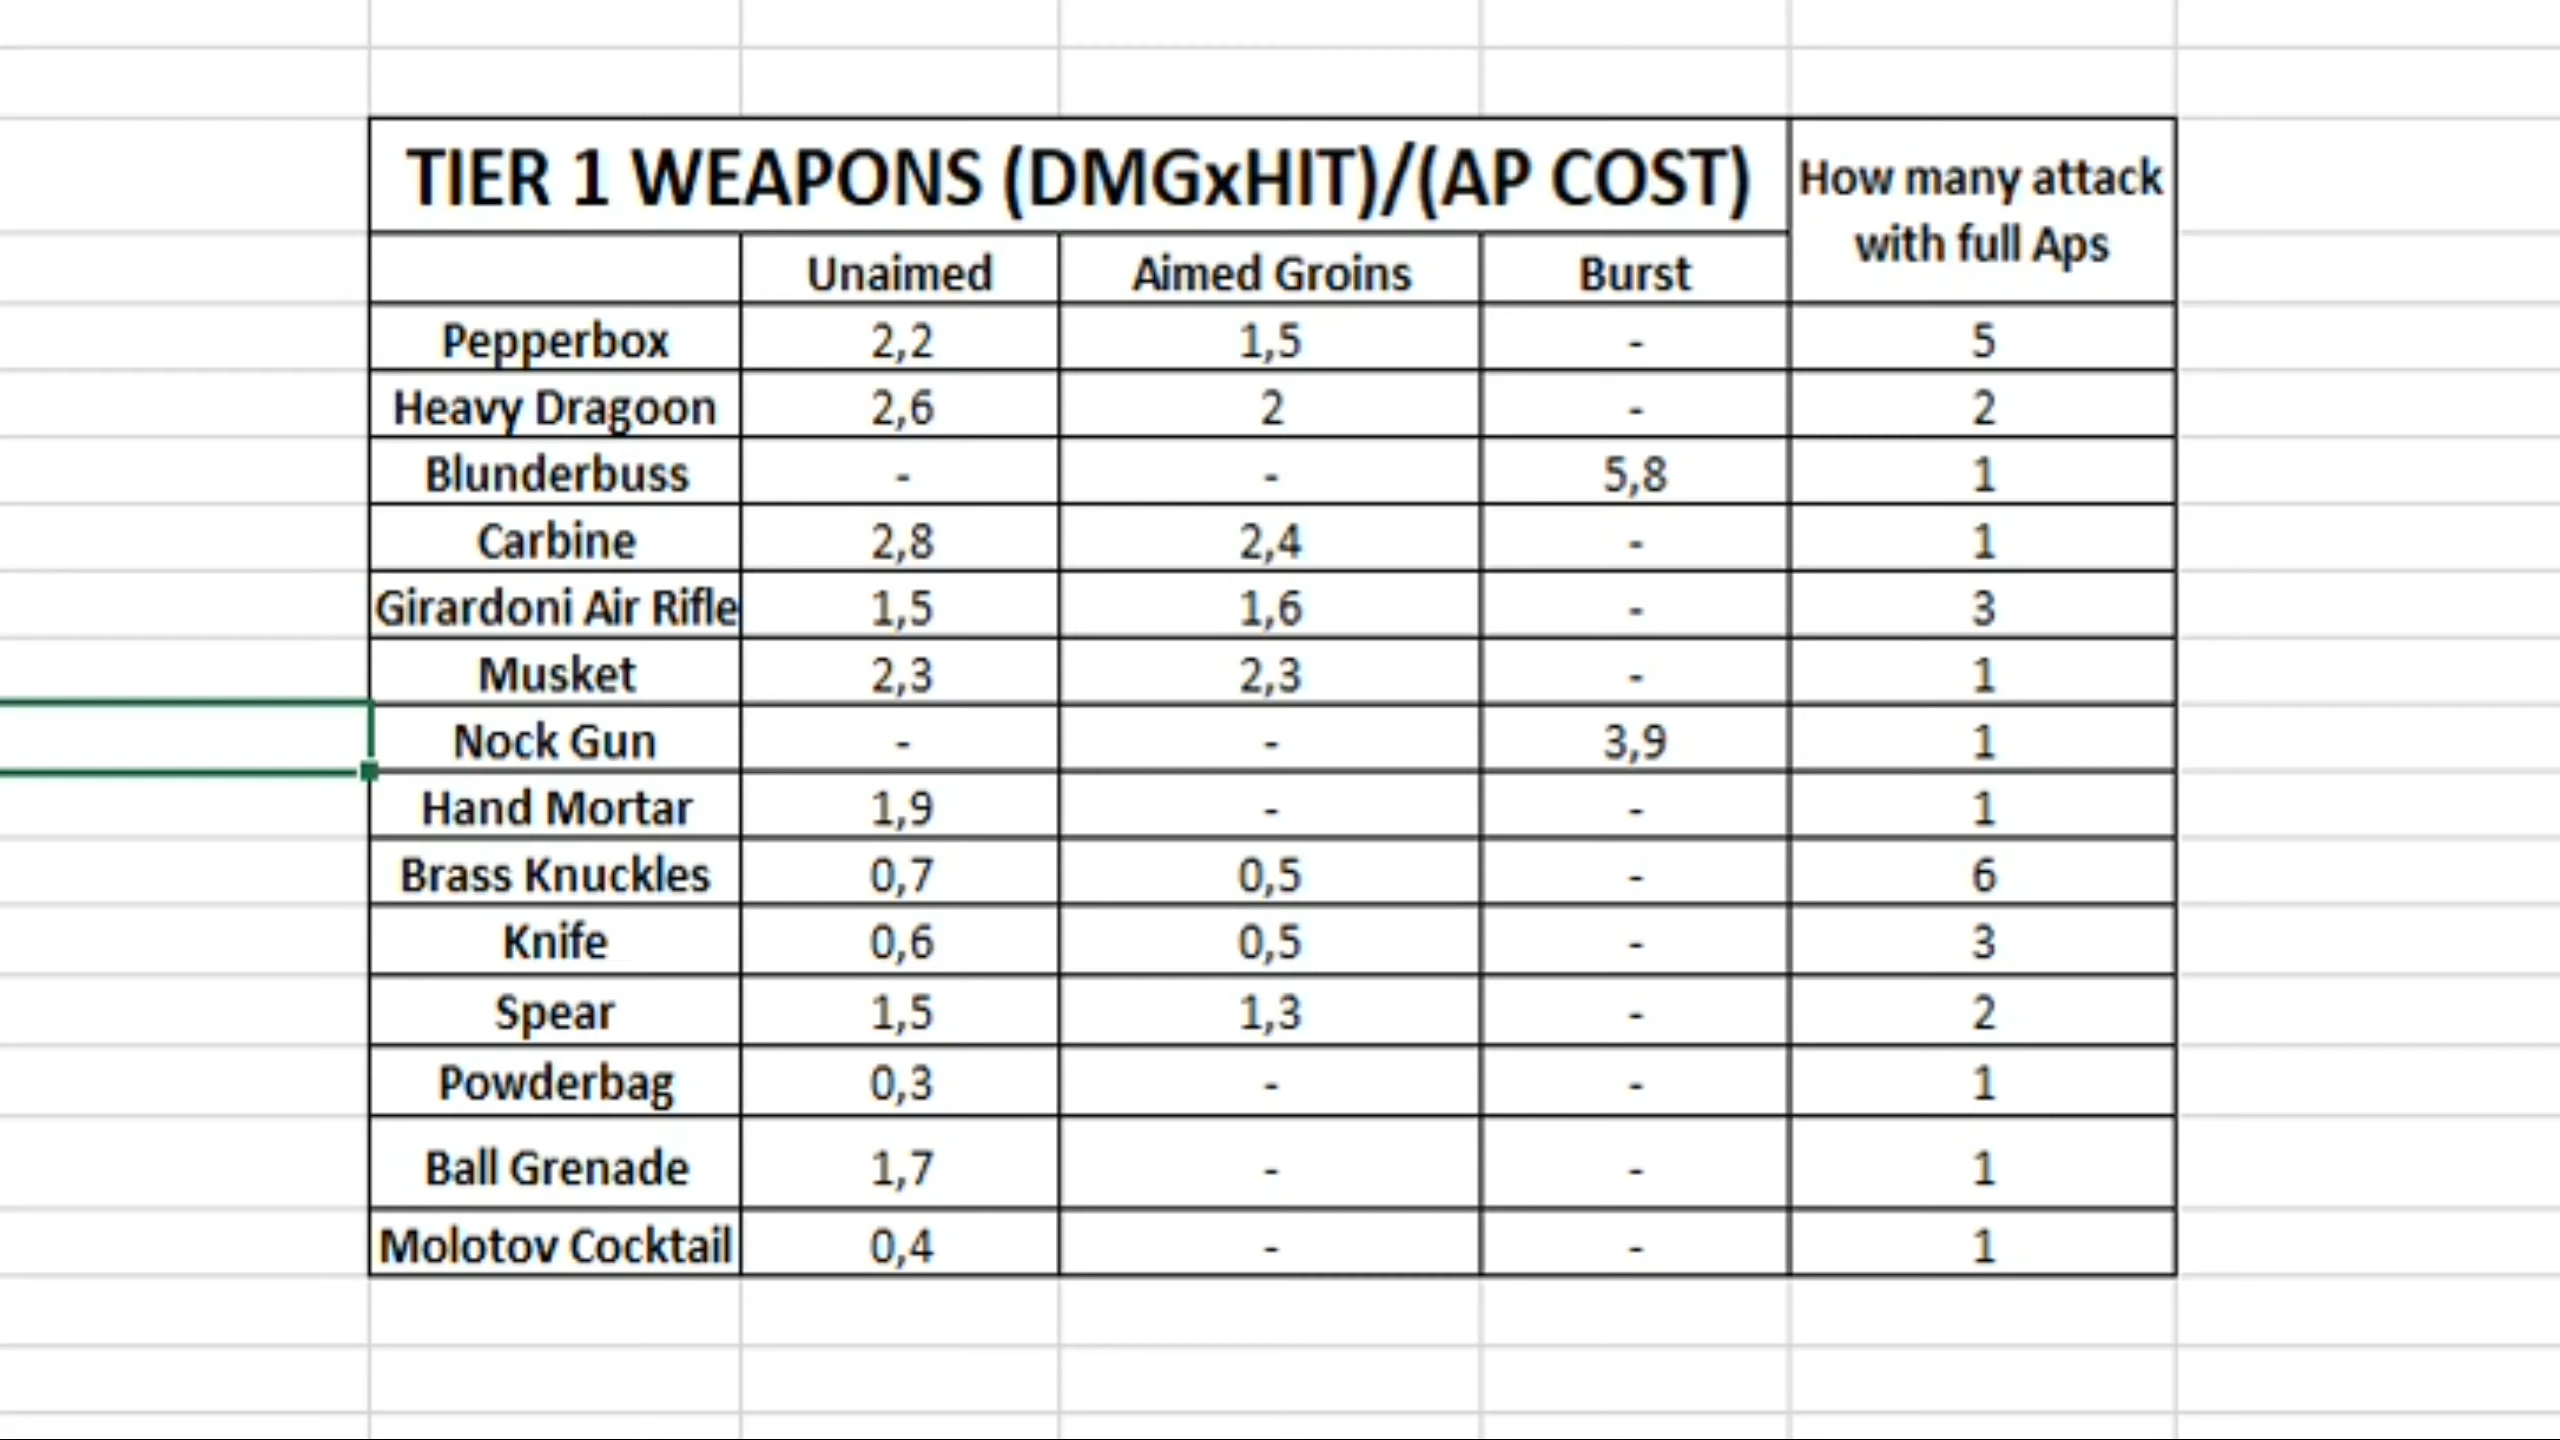 TIER 1 WEAPONS (DMGxHIT)/(AP COST)
How many attack
with full Aps
Unaimed Aimed Groins Burst
Pepperbox 2,2 1,5 - 5
Heavy Dragoon 2,6 2 - 2
Blunderbuss - - 5,8 1
Carbine 2,8 2,4 - 1
Girardoni Air Rifle 1,5 1,6 - 3
Musket 2,3 2,3 - 1
Nock Gun - - 3,9 1
Hand Mortar 1,9 - - 1
Brass Knuckles 0,7 0,5 - 6
Knife 0,6 0,5 - 3
Spear 1,5 1,3 - 2
Powderbag 0,3 - - 1
Ball Grenade 1,7 - - 1
Molotov Cocktail 0,4 - - 1